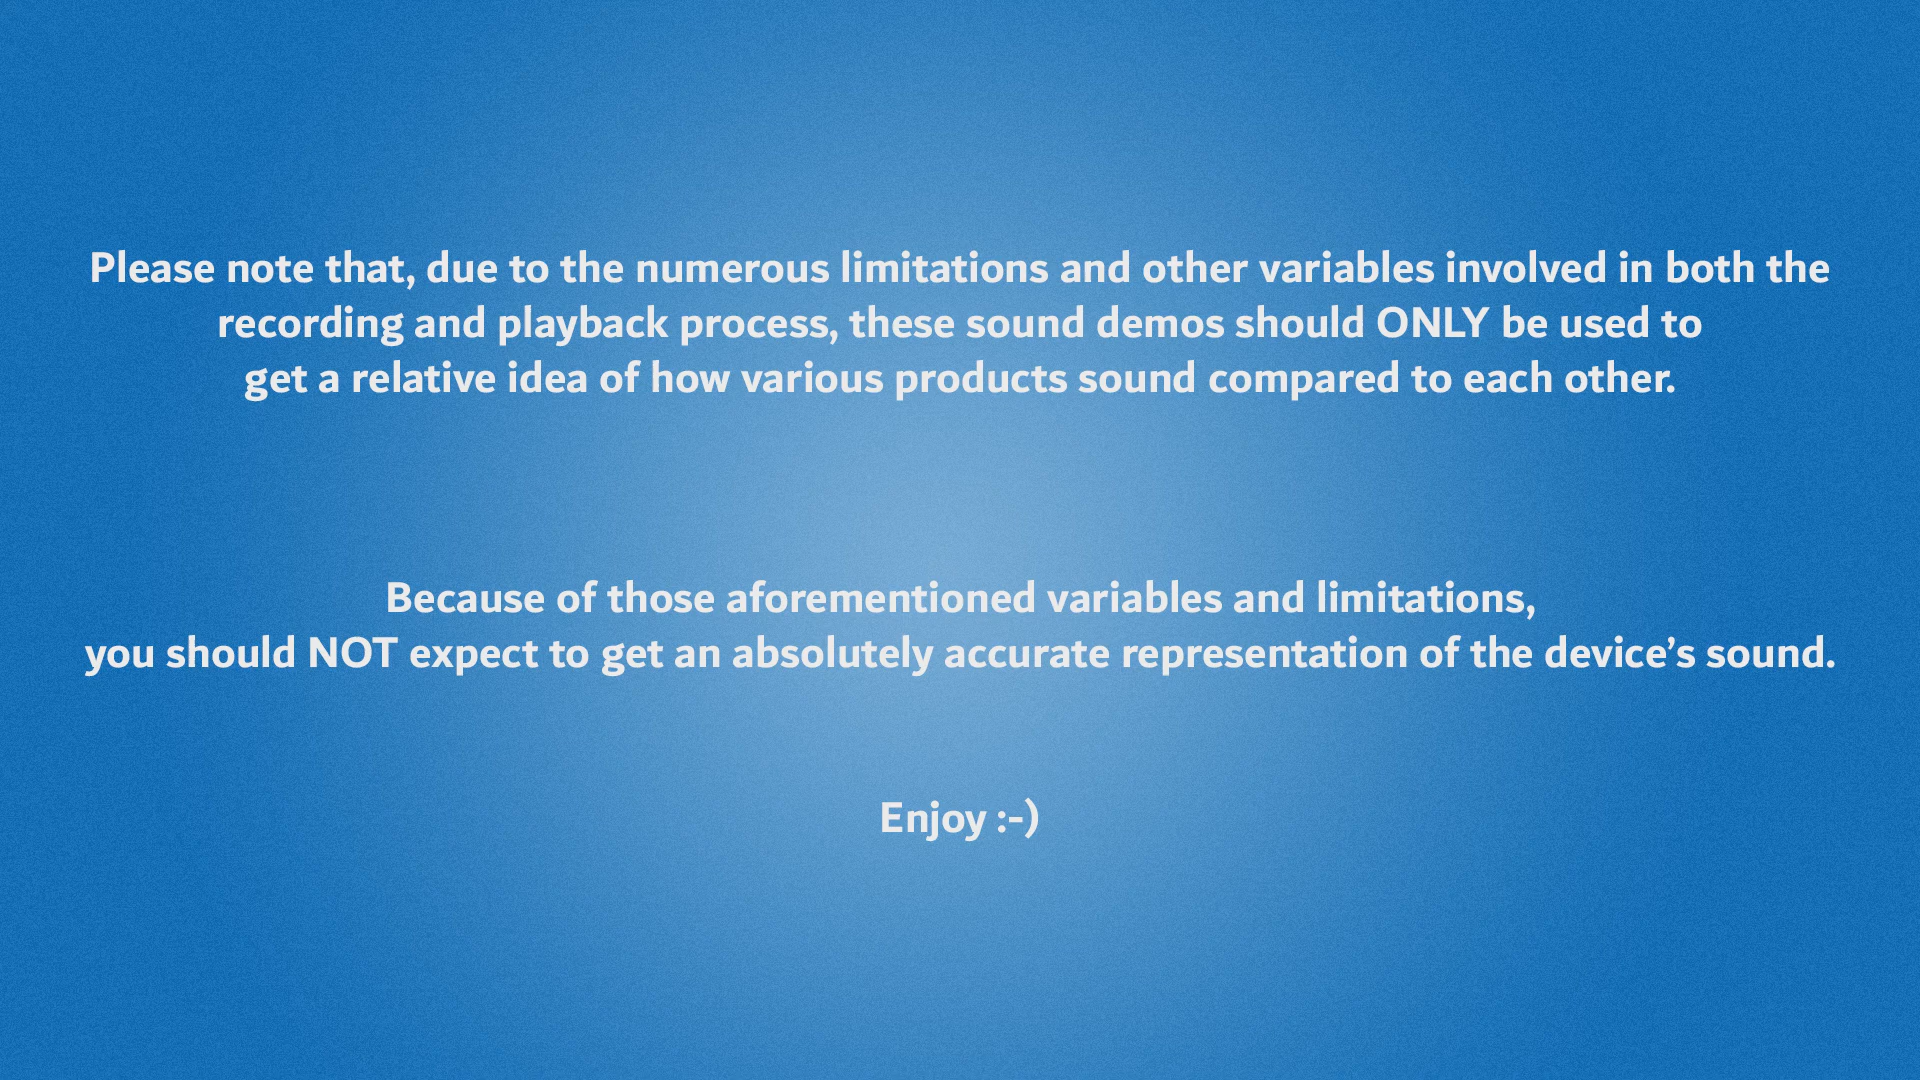 Please note that, due to the numerous limitations and other variables involved in both the
recording and playback process, these sound demos should ONLY be used to
get a relative idea of how various products sound compared to each other.
Because of those aforementioned variables and limitations,
you should NOT expect to get an absolutely accurate representation of the device’s sound.
Enjoy :-)